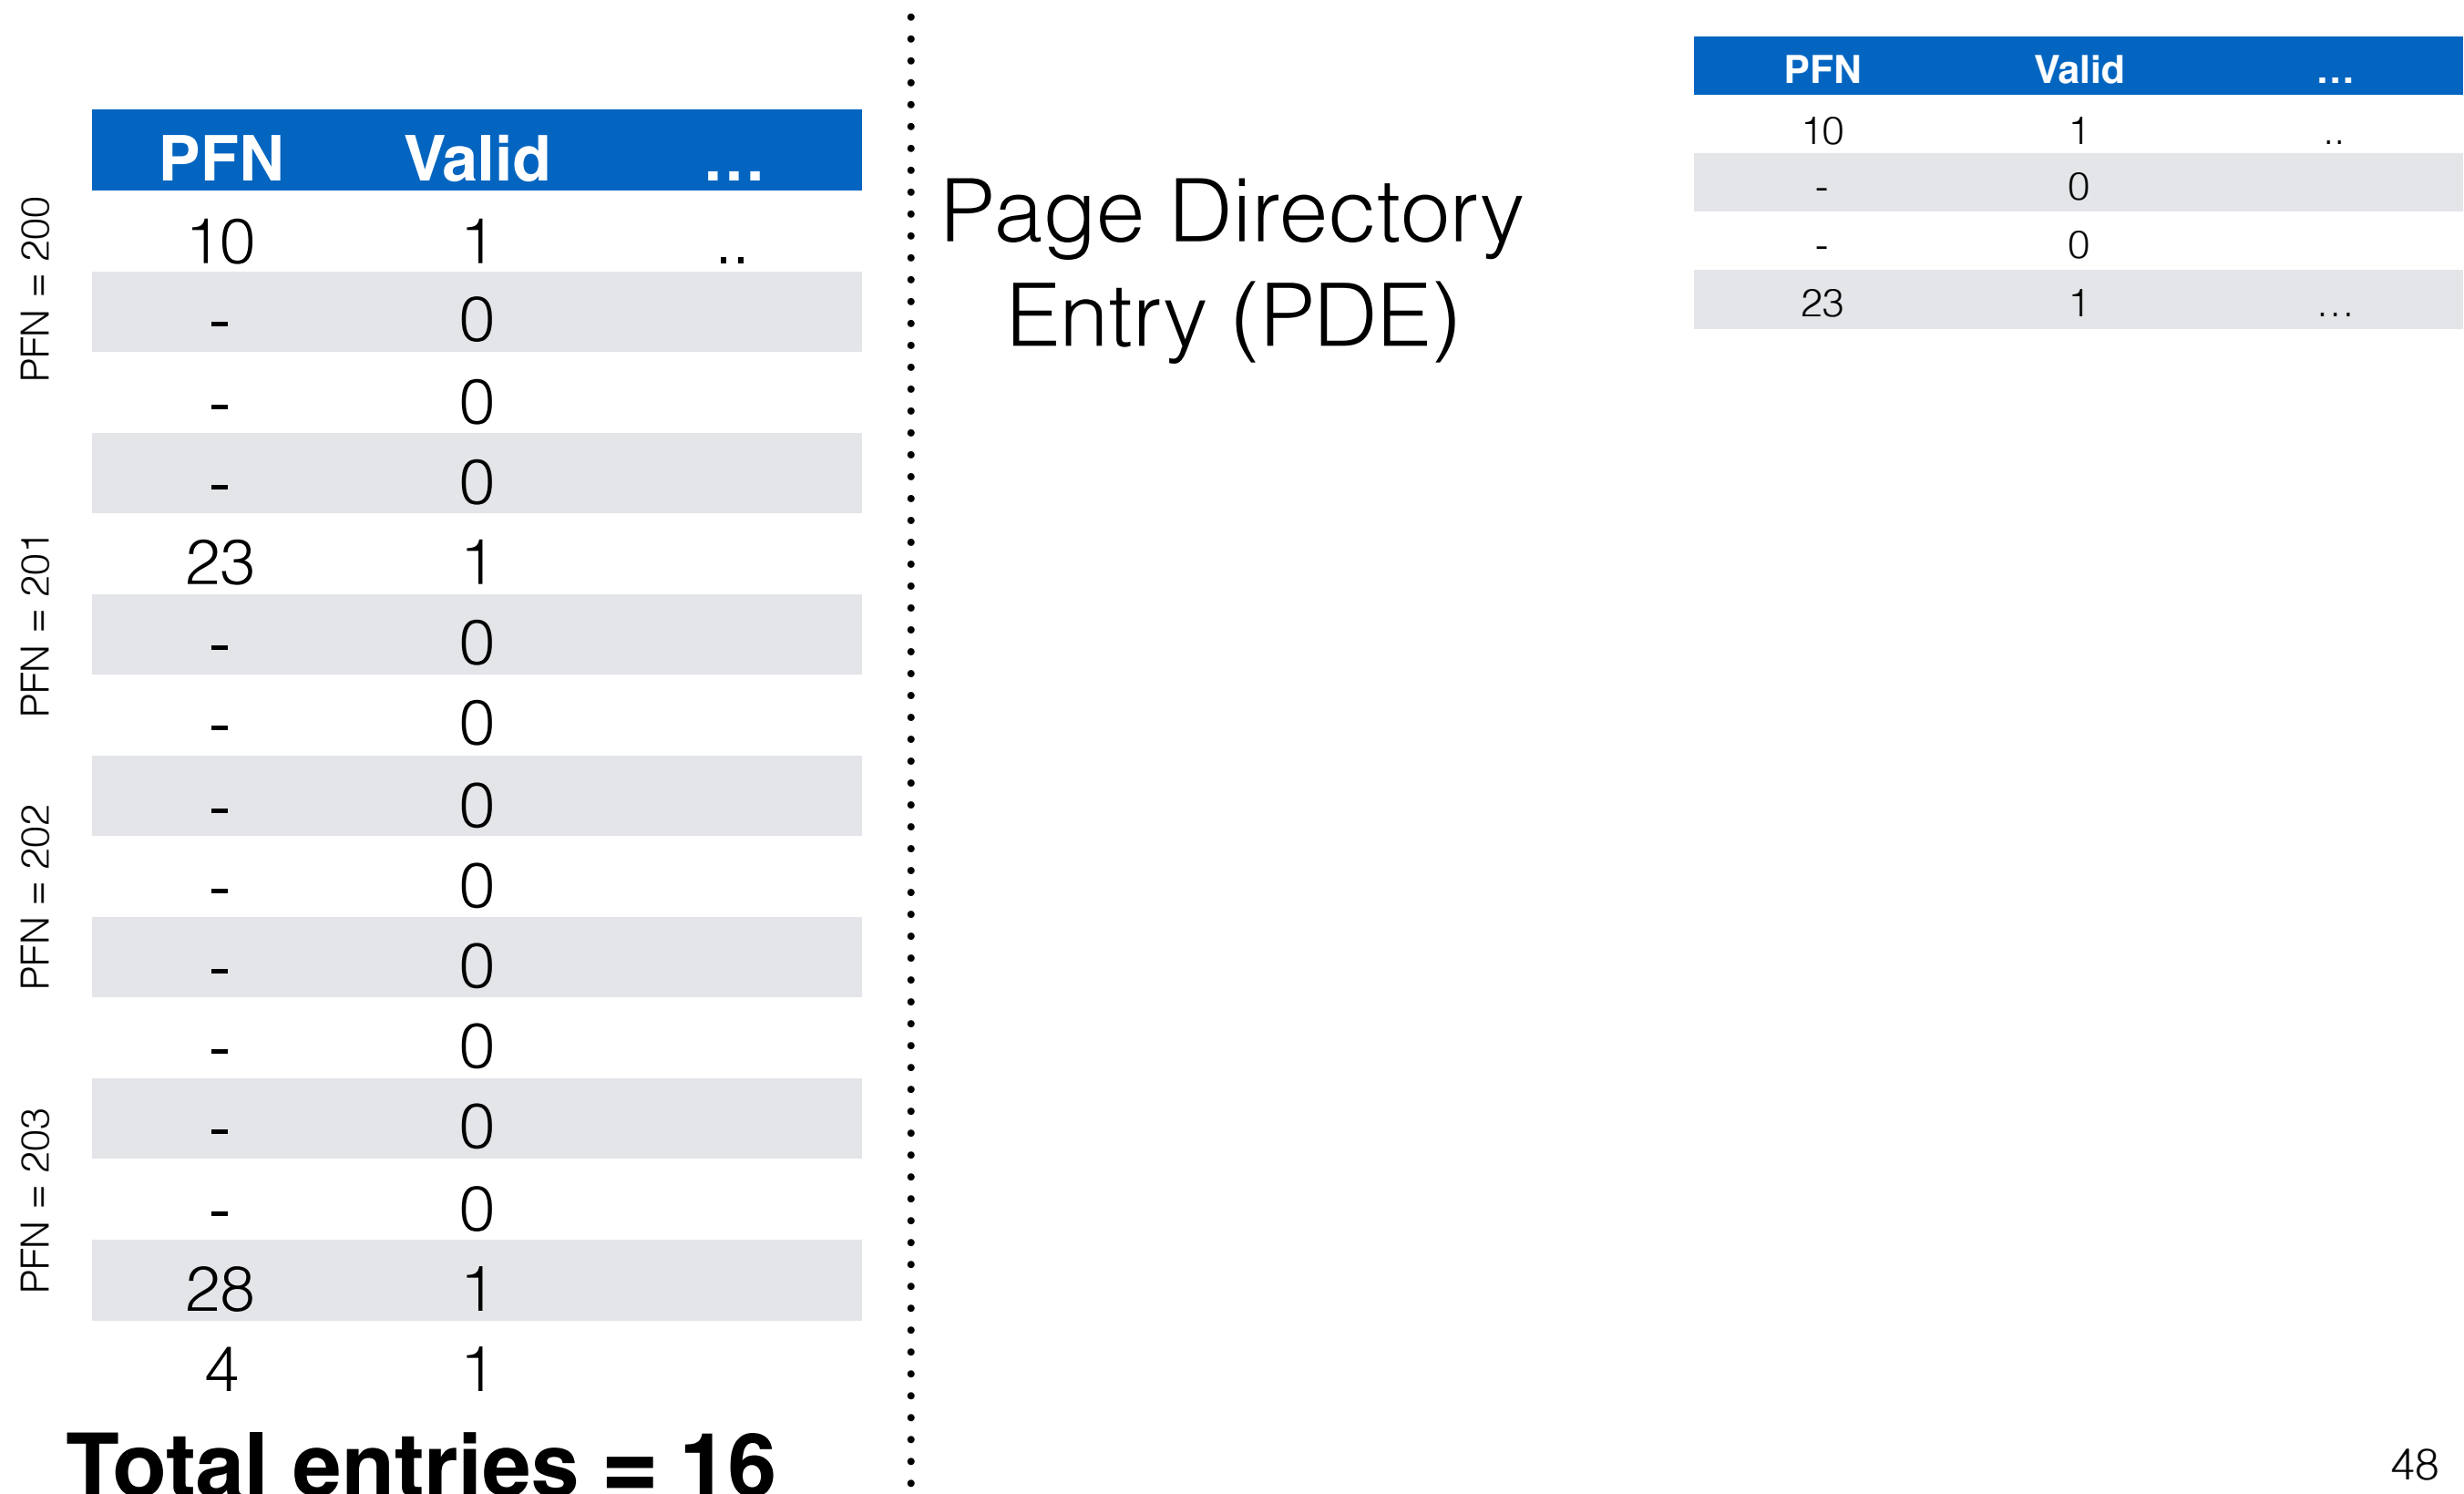 PFN Valid ...
10 1 ..
- 0
- 0
- 0
23 1
- 0
- 0
- 0
- 0
- 0
- 0
- 0
- 0
28 1
4 1
Total entries = 16
PFN = 200
PFN = 201
PFN = 202
PFN = 203
Page Directory
Entry (PDE)
PFN Valid ...
10 1 ..
- 0
- 0
23 1 ...
48